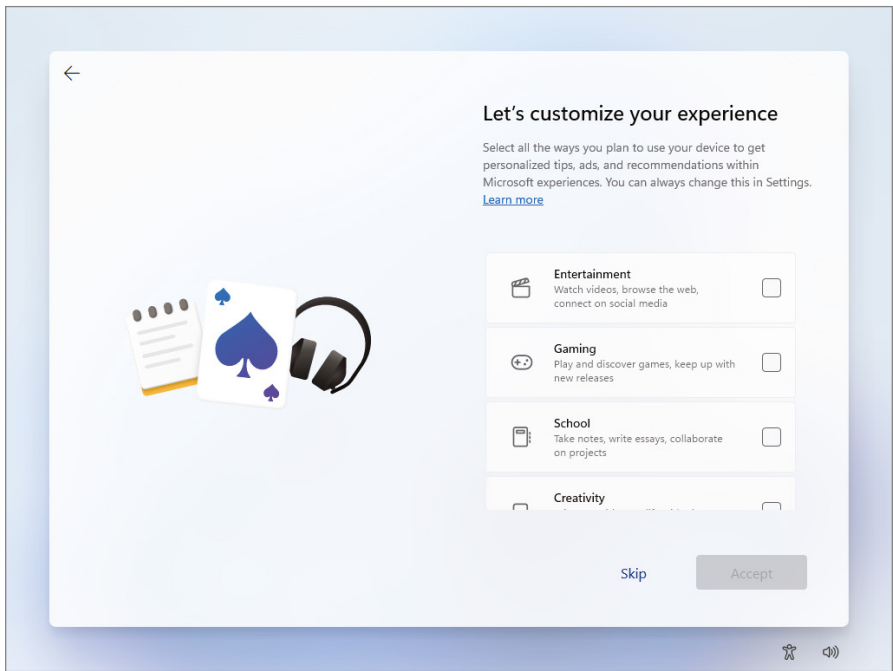 Let's customize your experience
Select all the ways you plan to use your device to get
personalized tips, ads, and recommendations within
Microsoft experiences. You can always change this in Settings.
Learn more
Entertainment
Watch videos, browse the web,
connect on social media
Gaming
Play and discover games, keep up with
new releases
School
Take notes, write essays, collaborate
on projects
Creativity
Skip
Accept